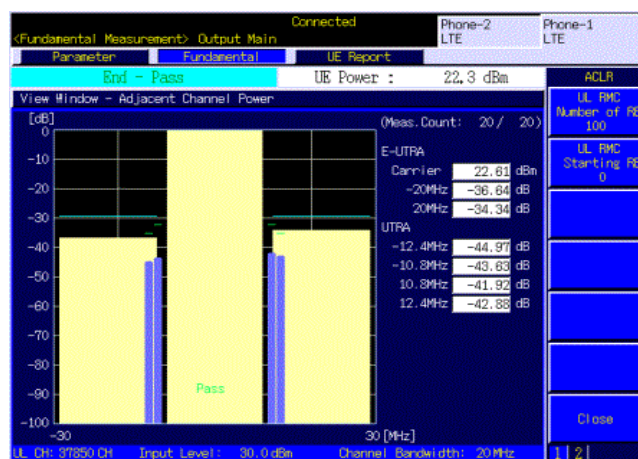 Connected
Phone-2
LTE
Phone-1
LTE
<Fundamental Measurement> Output Main
Parameter
Fundamental
UE Report
End - Pass
UE Power : 22.3 dBm
ACLR
View Window - Adjacent Channel Power
UL RMC
Number of RB
100
UL RMC
Starting RB
0
[dB]
(Meas.Count: 20/ 20)
0
-10
-20
-30
-40
-50
-60
-70
-80
-90
-100
E-UTRA
Carrier 22.61 dBm
-20MHz -36.64 dB
20MHz -34.34 dB
UTRA
-12.4MHz -44.97 dB
-10.8MHz -43.63 dB
10.8MHz -41.92 dB
12.4MHz -42.88 dB
Pass
-30
30 [MHz]
Close
UL CH: 37850 CH Input Level: 30.0 dBm Channel Bandwidth: 20 MHz
1 2